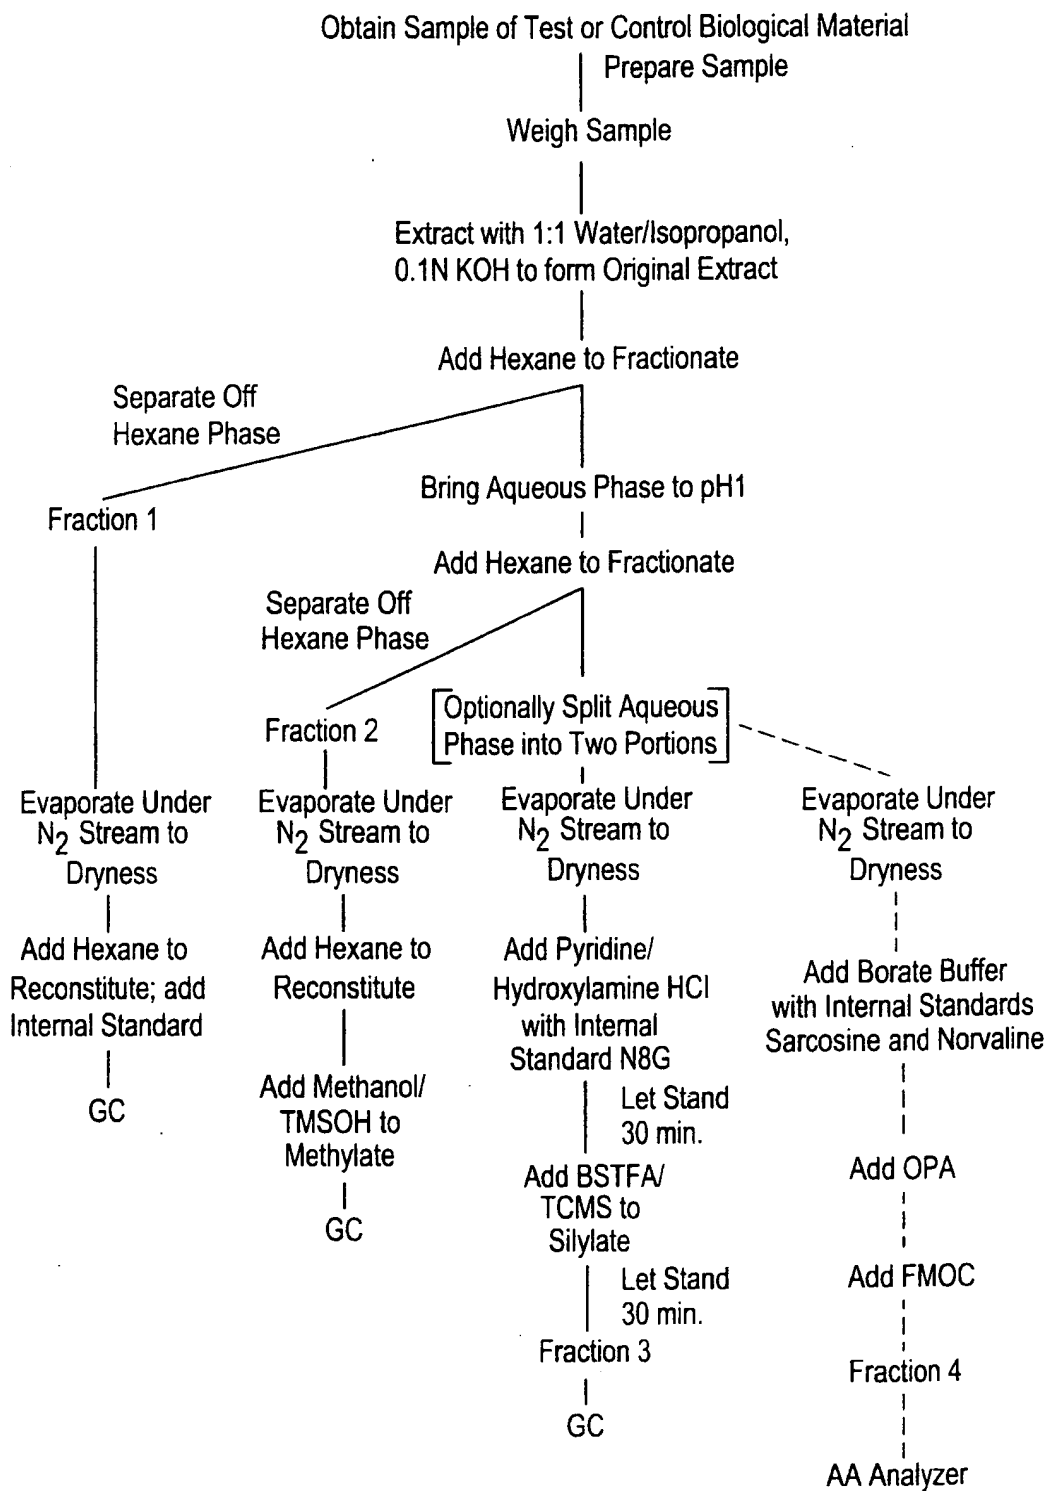 Obtain Sample of Test or Control Biological Material
Prepare Sample
Weigh Sample
Extract with 1:1 Water/Isopropanol,
0.1N KOH to form Original Extract
Add Hexane to Fractionate
Separate Off
Hexane Phase
Fraction 1
Bring Aqueous Phase to pH1
Add Hexane to Fractionate
Separate Off
Hexane Phase
Fraction 2
Optionally Split Aqueous
Phase into Two Portions
Evaporate Under
N2 Stream to
Dryness
Add Hexane to
Reconstitute; add
Internal Standard
GC
Evaporate Under
N2 Stream to
Dryness
Add Hexane to
Reconstitute
Add Methanol/
TMSOH to
Methylate
GC
Evaporate Under
N2 Stream to
Dryness
Add Pyridine/
Hydroxylamine HCl
with Internal
Standard N8G
Let Stand
30 min.
Add BSTFA/
TCMS to
Silylate
Let Stand
30 min.
Fraction 3
GC
Evaporate Under
N2 Stream to
Dryness
Add Borate Buffer
with Internal Standards
Sarcosine and Norvaline
Add OPA
Add FMOC
Fraction 4
AA Analyzer